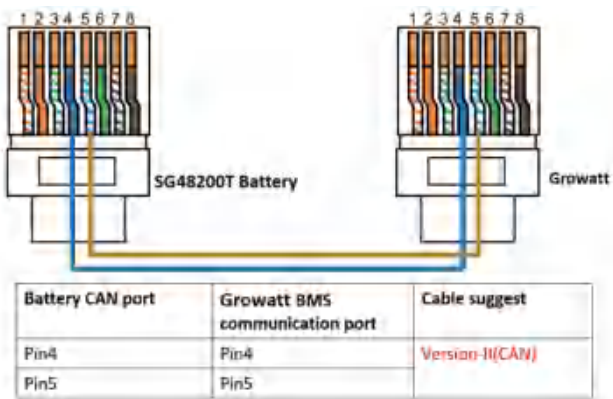 1 2 3 4 5 6 7 8
1 2 3 4 5 6 7 8
SG48200T Battery
Growatt
Battery CAN port
Growatt BMS
communication port
Cable suggest
Pin4
Pin4
Version-II(CAN)
Pin5
Pin5